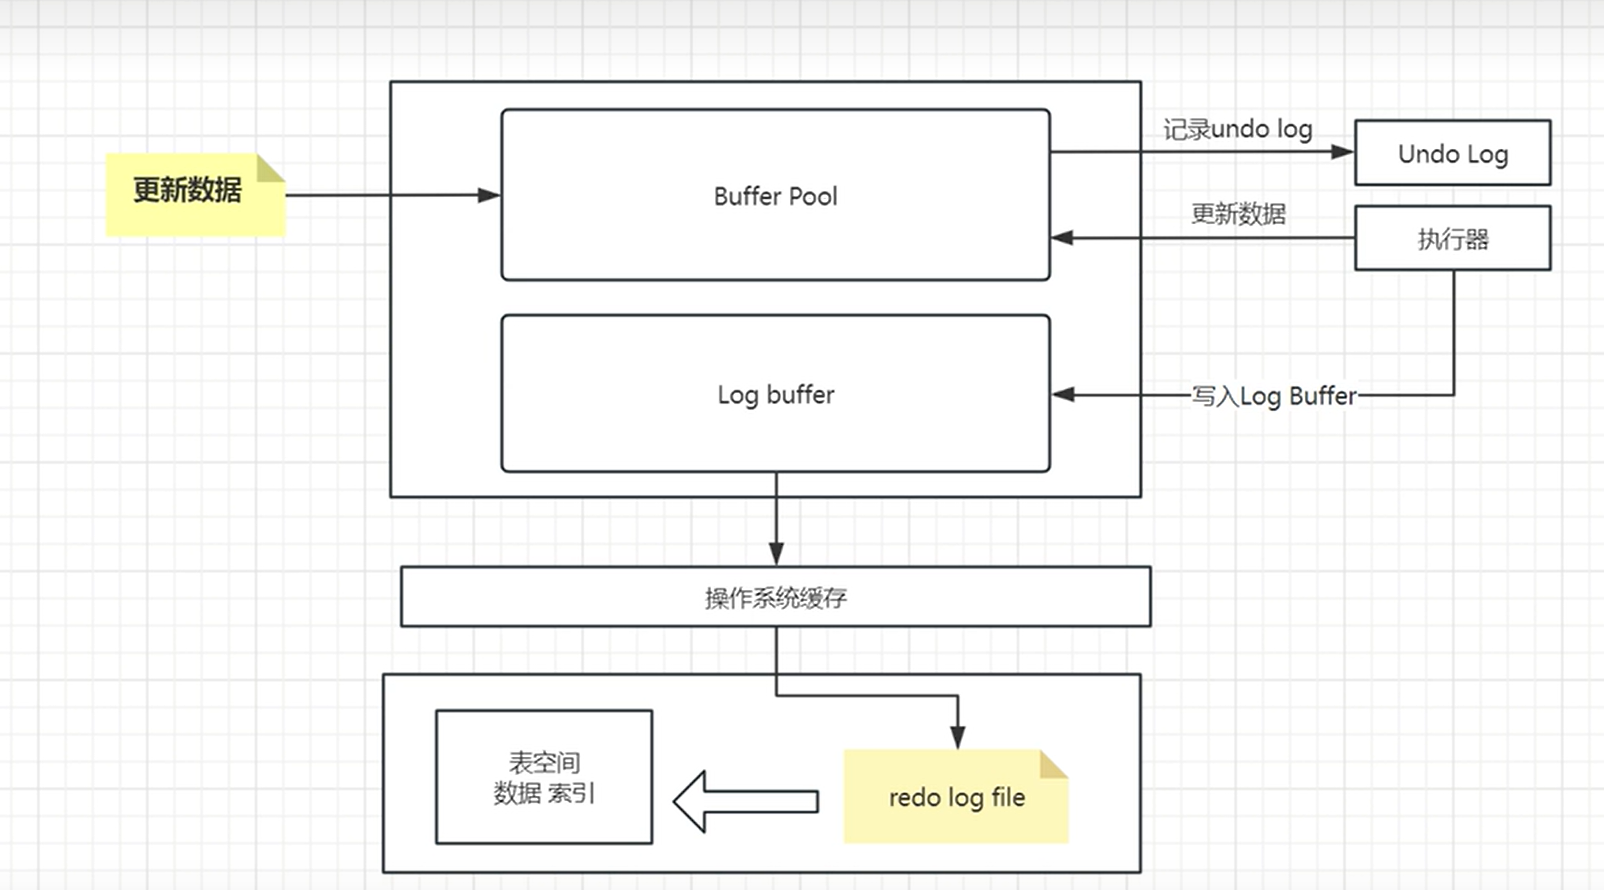 更新数据
Buffer Pool
记录undo log
Undo Log
更新数据
执行器
Log buffer
写入Log Buffer
操作系统缓存
表空间
数据 索引
redo log file